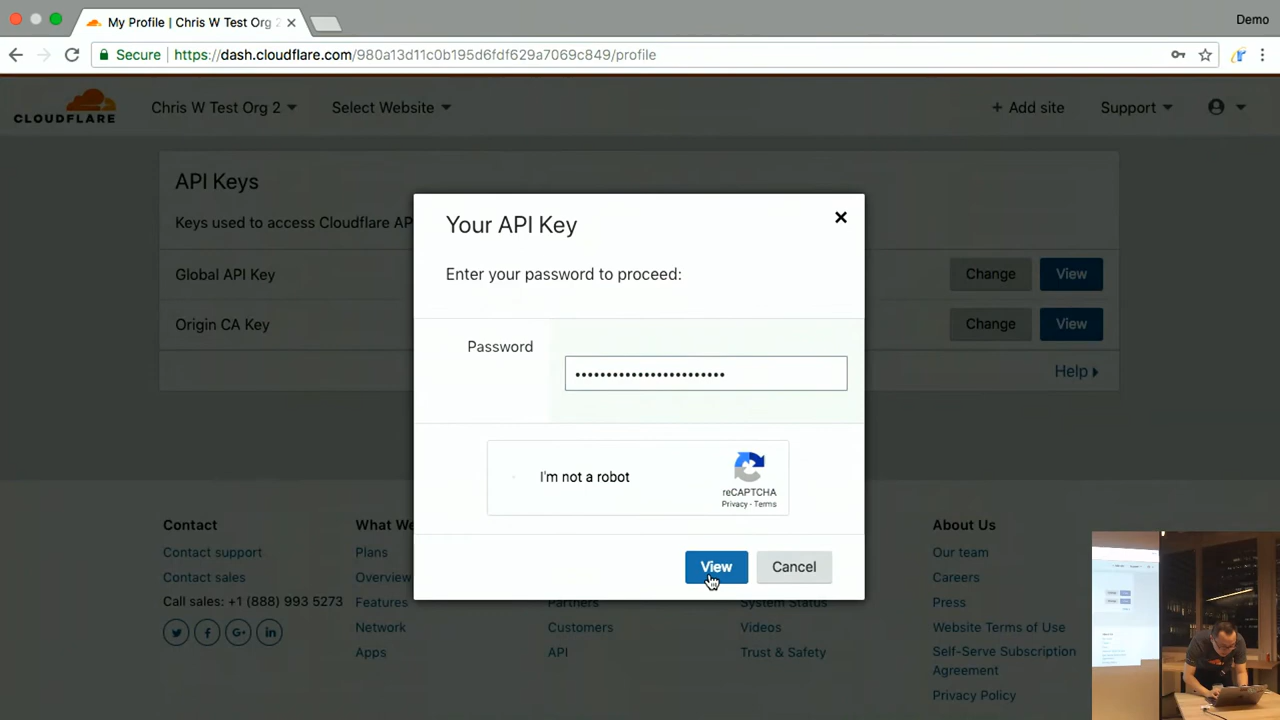 My Profile | Chris W Test Org 2
Demo
Secure https://dash.cloudflare.com/980a13d11c0b195d6fdf629a7069c849/profile
CLOUDFLARE
Chris W Test Org 2
Select Website
+ Add site
Support
API Keys
Keys used to access Cloudflare AP
Global API Key
Change
View
Origin CA Key
Change
View
Help
Your API Key
Enter your password to proceed:
Password
I'm not a robot
reCAPTCHA
Privacy - Terms
View
Cancel
Contact
Contact support
Contact sales
Call sales: +1 (888) 993 5273
What We
Plans
Overview
Features
Network
Apps
Partners
Customers
API
System Status
Videos
Trust & Safety
About Us
Our team
Careers
Press
Website Terms of Use
Self-Serve Subscription
Agreement
Privacy Policy